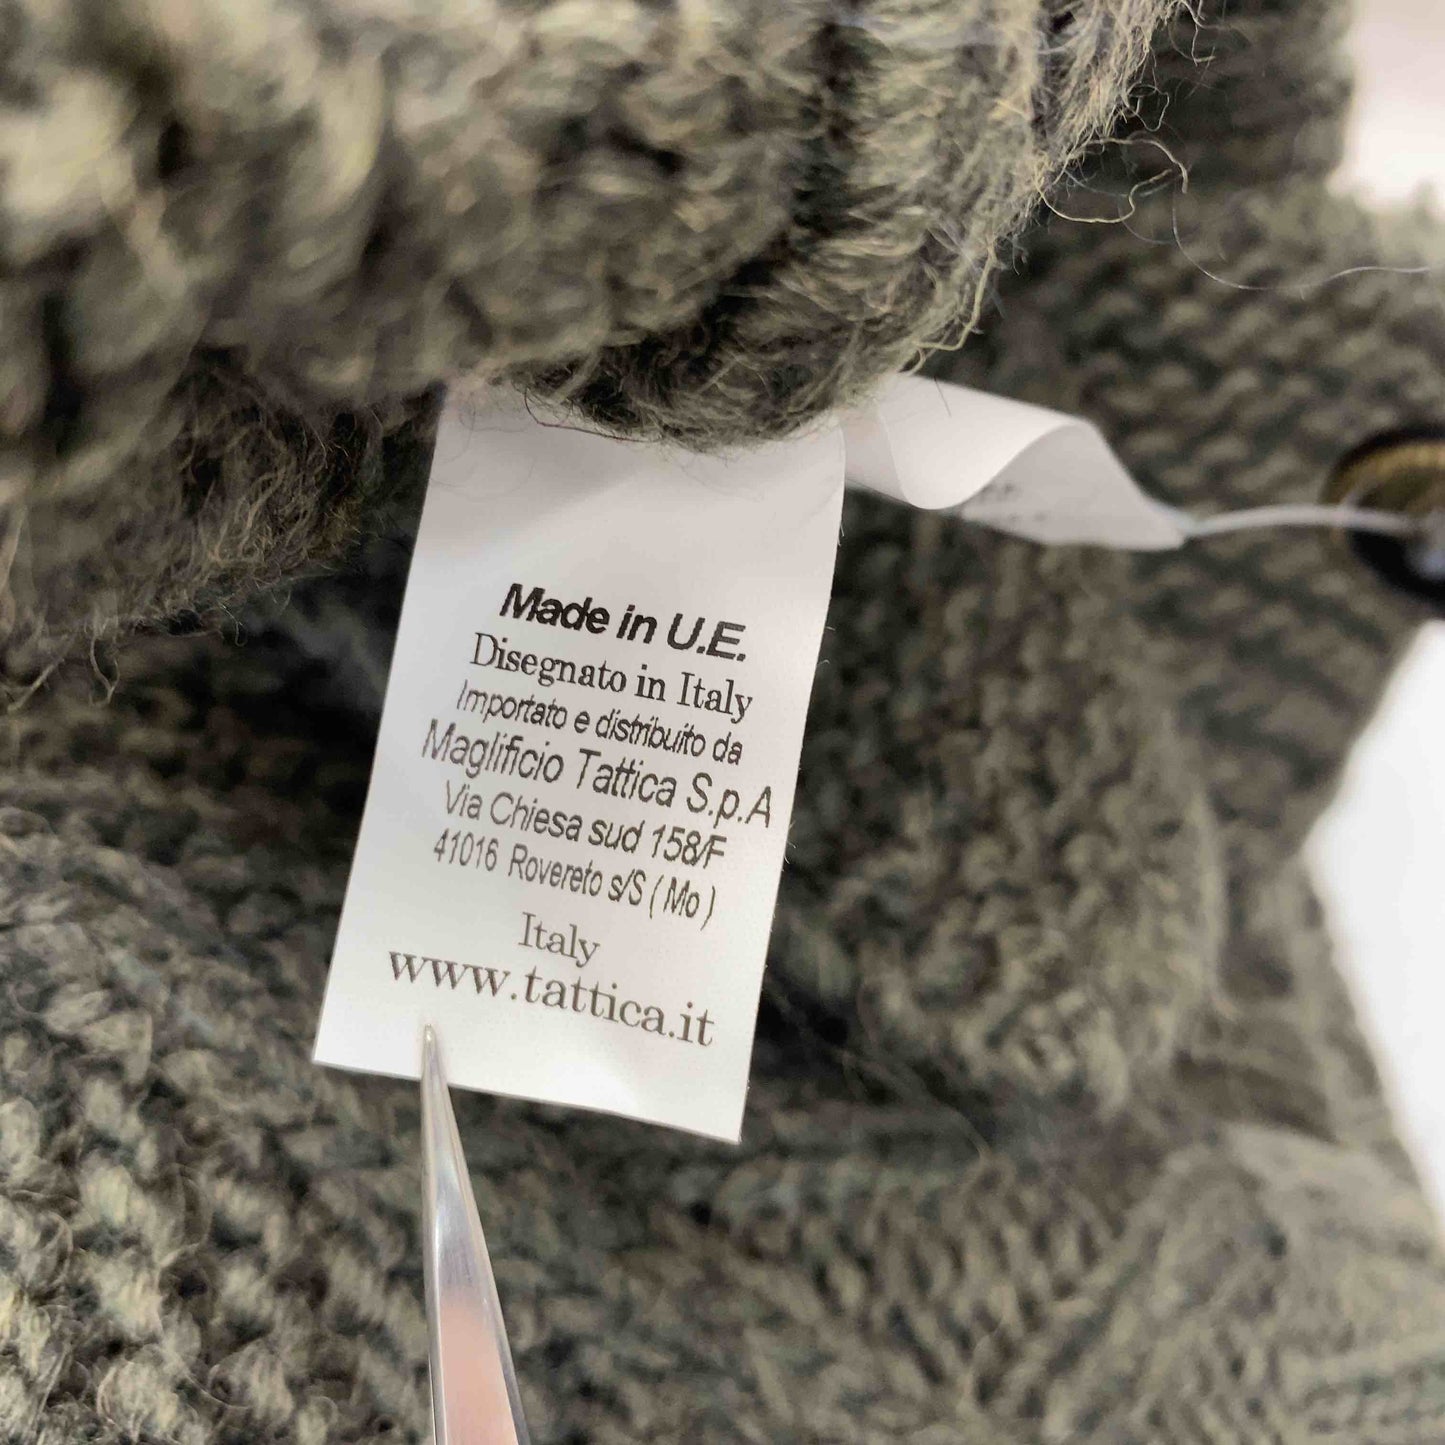 Made in U.E.
Disegnato in Italy
Importato e distribuito da
Maglificio Tattica S.p.A
Via Chiesa sud 158/F
41016 Rovereto s/S ( Mo )
Italy
www.tattica.it